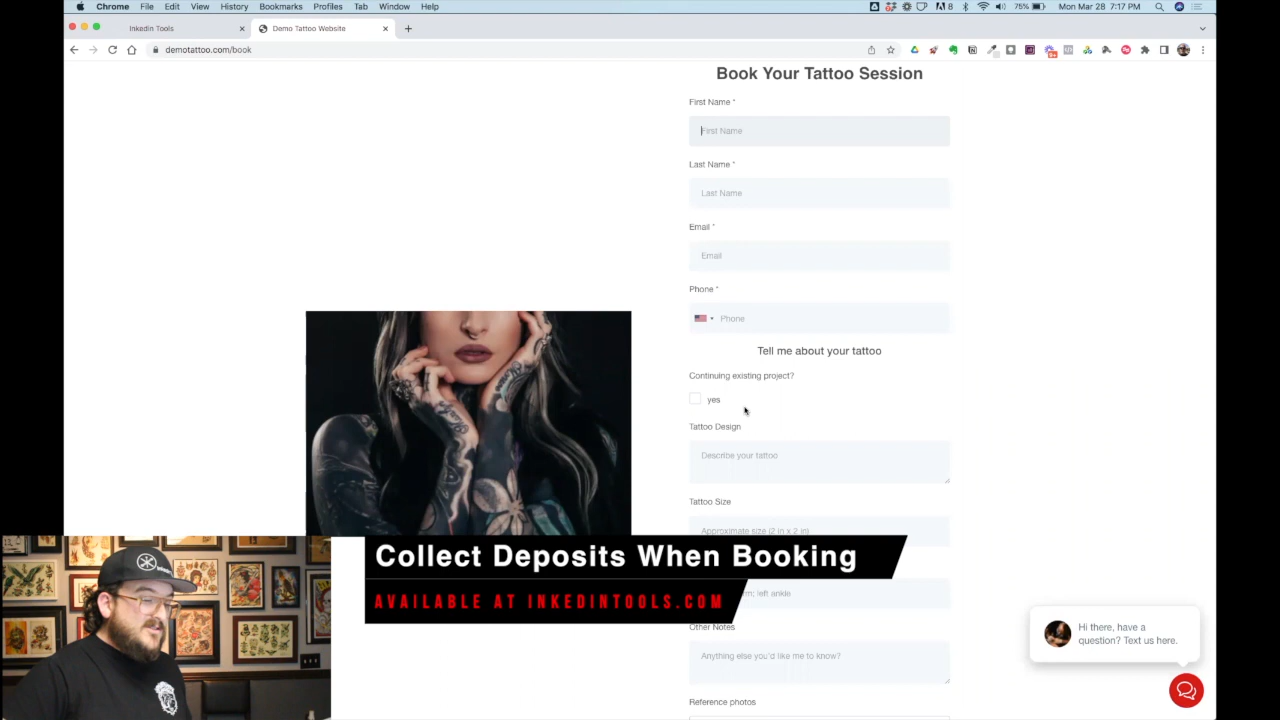 Chrome File Edit View History Bookmarks Profiles Tab Window Help
8 75% Mon Mar 28 7:17 PM
Inkedin Tools
Demo Tattoo Website
demotattoo.com/book
Book Your Tattoo Session
First Name *
First Name
Last Name *
Last Name
Email *
Email
Phone *
Phone
Tell me about your tattoo
Continuing existing project?
yes
Tattoo Design
Describe your tattoo
Tattoo Size
Approximate size (2 in x 2 in)
Collect Deposits When Booking
AVAILABLE AT INKEDINTOOLS.COM
left ankle
Other Notes
Anything else you'd like me to know?
Reference photos
Hi there, have a
question? Text us here.